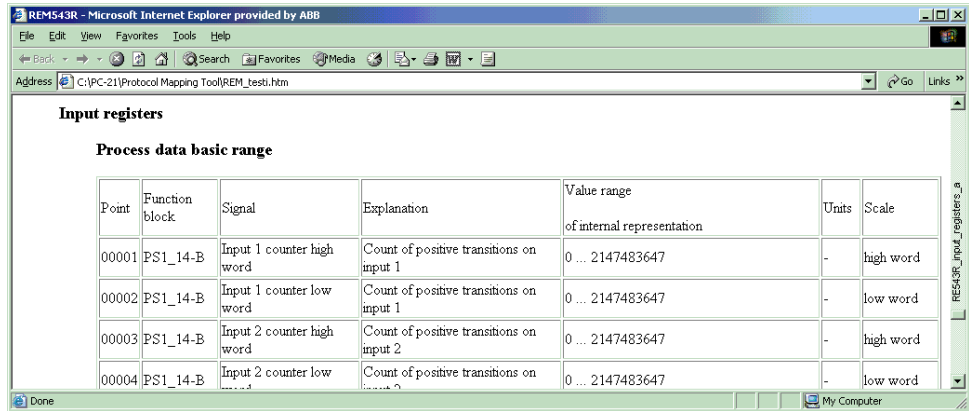 REM543R - Microsoft Internet Explorer provided by ABB
File Edit View Favorites Tools Help
Back Search Favorites Media
Address C:\PC-21\Protocol Mapping Tool\REM_testi.htm Go Links »
Input registers
Process data basic range
Point Function block Signal Explanation Value range of internal representation Units Scale
00001 PS1_14-B Input 1 counter high word Count of positive transitions on input 1 0 ... 2147483647 - high word
00002 PS1_14-B Input 1 counter low word Count of positive transitions on input 1 0 ... 2147483647 - low word
00003 PS1_14-B Input 2 counter high word Count of positive transitions on input 2 0 ... 2147483647 - high word
00004 PS1_14-B Input 2 counter low Count of positive transitions on 0 ... 2147483647 - low word
Done My Computer
RE543R_input_registers_a